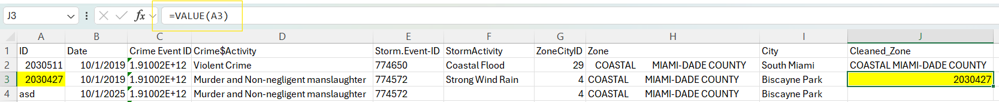 J3 fx =VALUE(A3)
A B C D E F G H I J
1 ID Date Crime Event ID Crime$Activity Storm.Event-ID StormActivity ZoneCityID Zone City Cleaned_Zone
2 2030511 10/1/2019 1.91002E+12 Violent Crime 774650 Coastal Flood 29 COASTAL MIAMI-DADE COUNTY South Miami COASTAL MIAMI-DADE COUNTY
3 2030427 10/1/2019 1.91002E+12 Murder and Non-negligent manslaughter 774572 Strong Wind Rain 4 COASTAL MIAMI-DADE COUNTY Biscayne Park 2030427
4 asd 10/1/2025 1.91002E+12 Murder and Non-negligent manslaughter 774572 4 COASTAL MIAMI-DADE COUNTY Biscayne Park